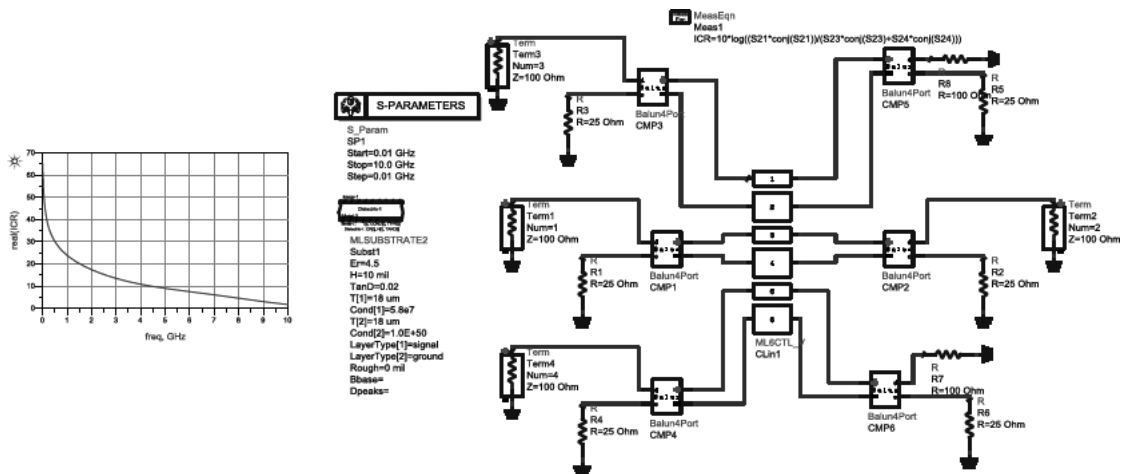 MeasEqn
Meas1
ICR=10*log((S21*conj(S21))/(S23*conj(S23)+S24*conj(S24)))
Term
Term3
Num=3
Z=100 Ohm
R
R3
R=25 Ohm
Balun4Port
CMP3
R
R8
R=100 Ohm
R
R5
R=25 Ohm
Balun4Port
CMP5
S-PARAMETERS
S_Param
SP1
Start=0.01 GHz
Stop=10.0 GHz
Step=0.01 GHz
70
60
50
40
30
20
10
0
real(ICR)
0 1 2 3 4 5 6 7 8 9 10
freq, GHz
MLSUBSTRATE2
Subst1
Er=4.5
H=10 mil
TanD=0.02
T[1]=18 um
Cond[1]=5.8e7
T[2]=18 um
Cond[2]=1.0E+50
LayerType[1]=signal
LayerType[2]=ground
Rough=0 mil
Bbase=
Dpeaks=
1
2
3
4
5
6
Term
Term1
Num=1
Z=100 Ohm
R
R1
R=25 Ohm
Balun4Port
CMP1
Balun4Port
CMP2
Term
Term2
Num=2
Z=100 Ohm
R
R2
R=25 Ohm
CLin1
Term
Term4
Num=4
Z=100 Ohm
R
R4
R=25 Ohm
Balun4Port
CMP4
R
R7
R=100 Ohm
Balun4Port
CMP6
R
R6
R=25 Ohm